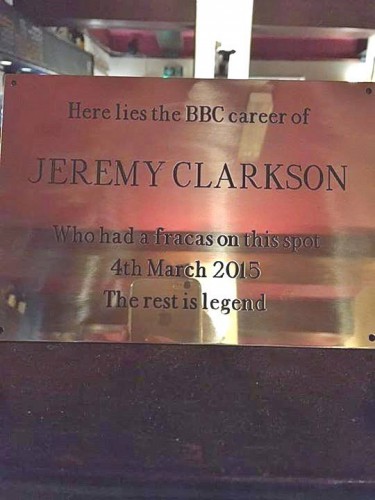 Here lies the BBC career of
JEREMY CLARKSON
Who had a fracas on this spot
4th March 2015
The rest is legend